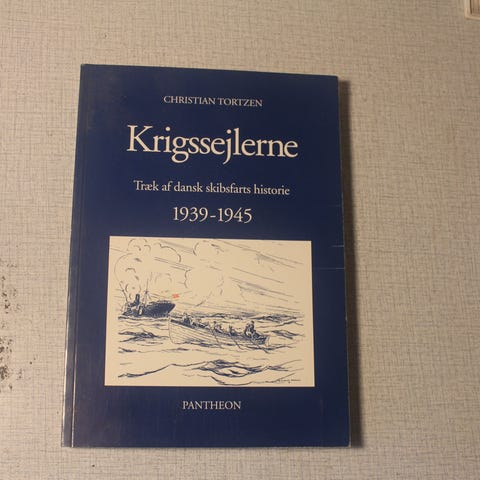 CHRISTIAN TORTZEN
Krigssejlerne
Træk af dansk skibsfarts historie
1939-1945
PANTHEON